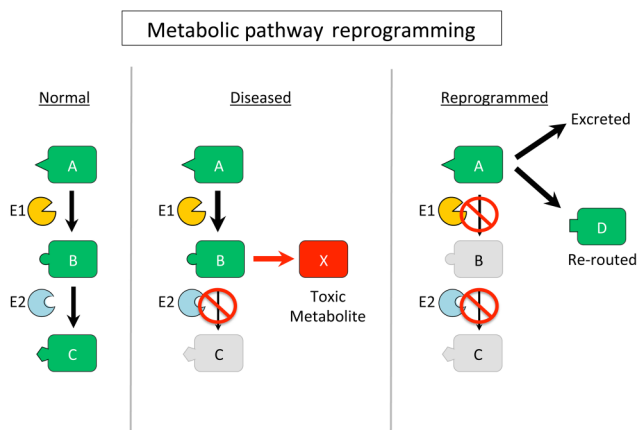 Metabolic pathway reprogramming
Normal
A
E1
B
E2
C
Diseased
A
E1
B
X
Toxic
Metabolite
E2
C
Reprogrammed
Excreted
A
E1
D
Re-routed
B
E2
C